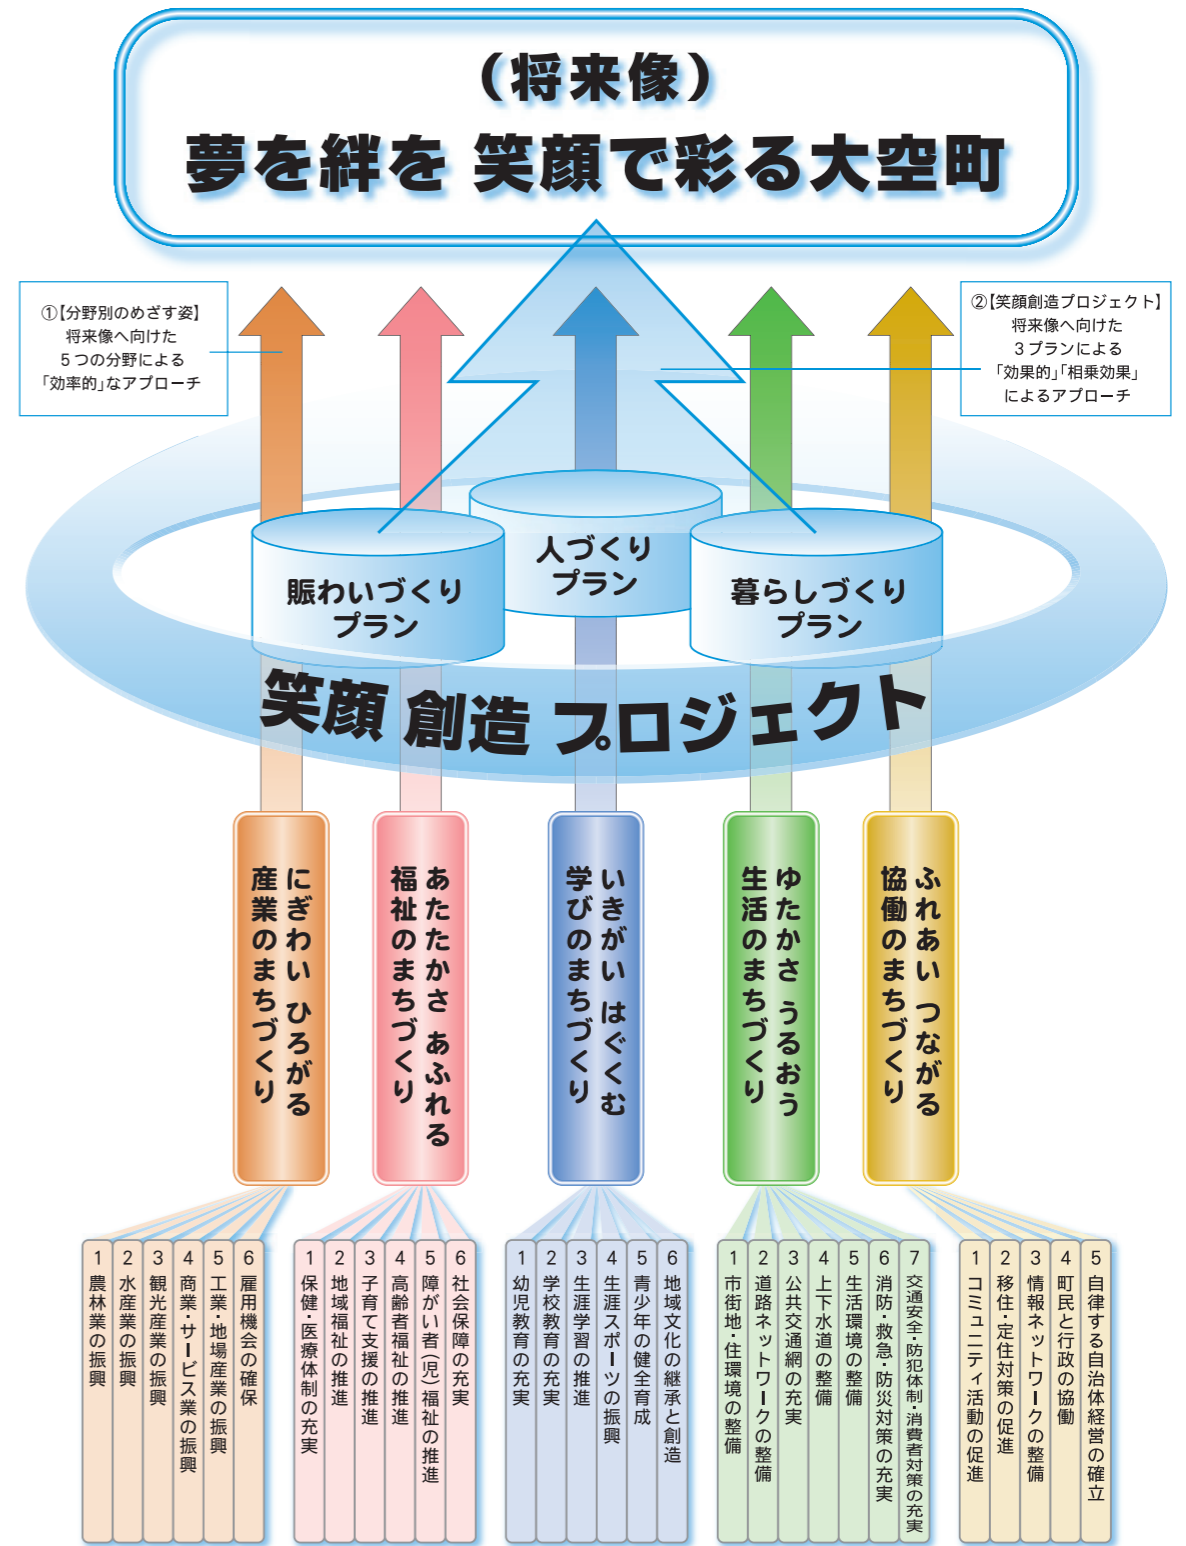 （将来像）
夢を絆を 笑顔で彩る大空町
①【分野別のめざす姿】
将来像へ向けた
５つの分野による
「効率的」なアプローチ
②【笑顔創造プロジェクト】
将来像へ向けた
３プランによる
「効果的」「相乗効果」
によるアプローチ
人づくり
プラン
賑わいづくり
プラン
暮らしづくり
プラン
笑顔 創造 プロジェクト
にぎわい ひろがる
産業のまちづくり
あたたかさ あふれる
福祉のまちづくり
いきがい はぐくむ
学びのまちづくり
ゆたかさ うるおう
生活のまちづくり
ふれあい つながる
協働のまちづくり
1 農林業の振興
2 水産業の振興
3 観光産業の振興
4 商業・サービス業の振興
5 工業・地場産業の振興
6 雇用機会の確保
1 保健・医療体制の充実
2 地域福祉の推進
3 子育て支援の推進
4 高齢者福祉の推進
5 障がい者（児）福祉の推進
6 社会保障の充実
1 幼児教育の充実
2 学校教育の充実
3 生涯学習の推進
4 生涯スポーツの振興
5 青少年の健全育成
6 地域文化の継承と創造
1 市街地・住環境の整備
2 道路ネットワークの整備
3 公共交通網の充実
4 上下水道の整備
5 生活環境の整備
6 消防・救急・防災対策の充実
7 交通安全・防犯体制・消費者対策の充実
1 コミュニティ活動の促進
2 移住・定住対策の促進
3 情報ネットワークの整備
4 町民と行政の協働
5 自律する自治体経営の確立